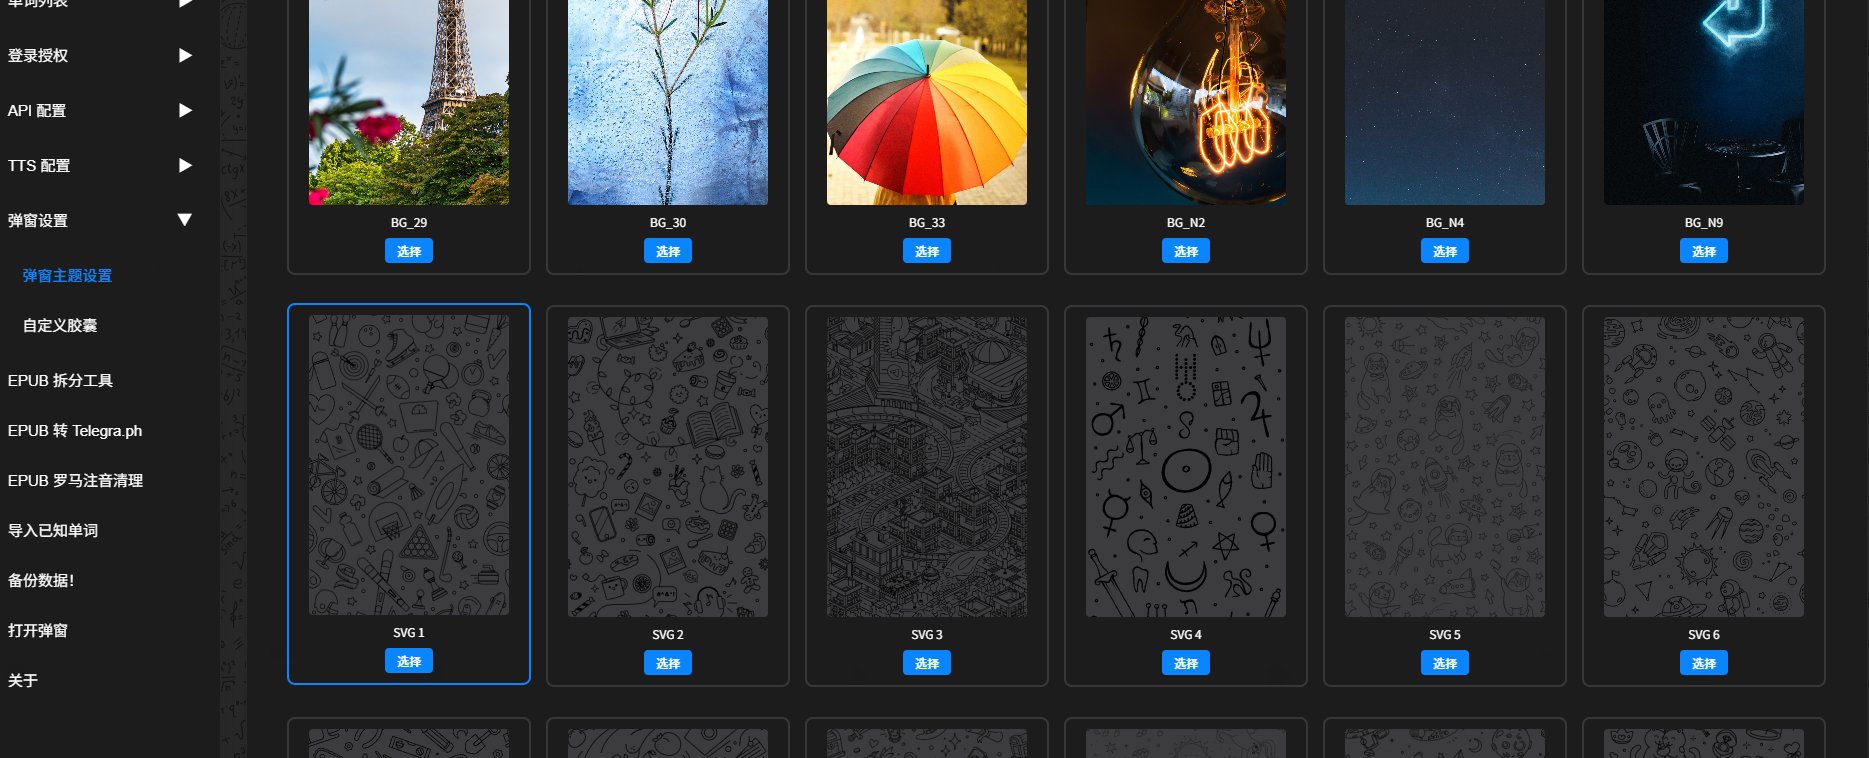 单词列表
登录授权
API 配置
TTS 配置
弹窗设置
弹窗主题设置
自定义胶囊
EPUB 拆分工具
EPUB 转 Telegra.ph
EPUB 罗马注音清理
导入已知单词
备份数据!
打开弹窗
关于
BG_29
选择
BG_30
选择
BG_33
选择
BG_N2
选择
BG_N4
选择
BG_N9
选择
SVG 1
选择
SVG 2
选择
SVG 3
选择
SVG 4
选择
SVG 5
选择
SVG 6
选择